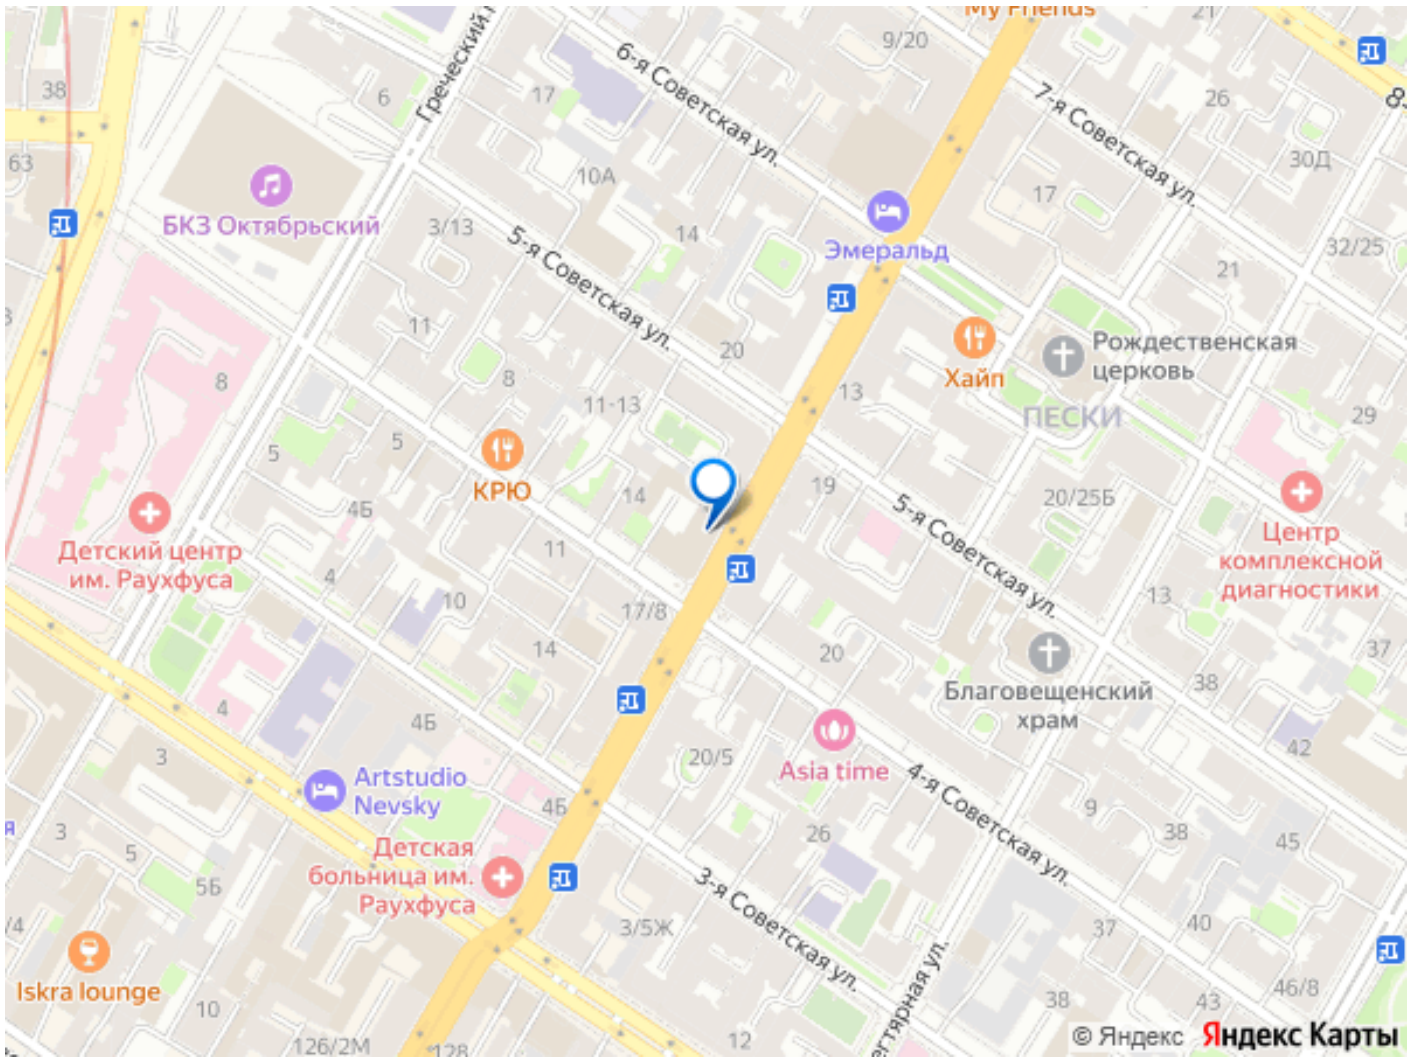 My Friends
21
9/20
38
6
Греческий
17
6-я Советская ул.
26
8-
7-я Советская ул.
63
БКЗ Октябрьский
10А
30Д
17
3/13
14
Эмеральд
32/25
5-я Советская ул.
21
11
20
Рождественская
церковь
Хайп
8
8
13
11-13
ПЕСКИ
29
5
5
КРЮ
14
19
20/25Б
4Б
5-я Советская ул.
Детский центр
им. Раухфуса
Центр
комплексной
диагностики
11
4
10
17/8
13
14
20
37
Благовещенский
храм
38
4
4Б
3
20/5
42
Asia time
Artstudio
Nevsky
4-я Советская ул.
4Б
9
38
я
3
5
26
45
Детская
больница им.
Раухфуса
5Б
3-я Советская ул.
/4
3/5Ж
37
40
Iskra lounge
10
38
43
46/8
12
126/2М
128
© Яндекс Яндекс Карты